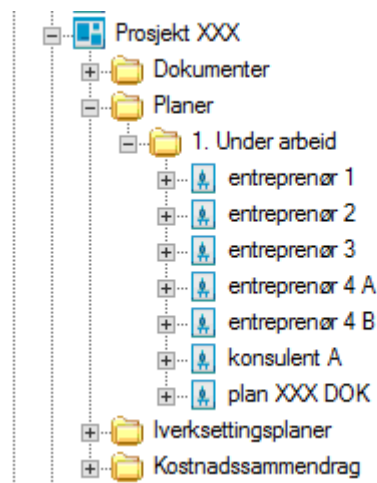 Prosjekt XXX
Dokumenter
Planer
1. Under arbeid
entreprenør 1
entreprenør 2
entreprenør 3
entreprenør 4 A
entreprenør 4 B
konsulent A
plan XXX DOK
Iverksettingsplaner
Kostnadssammendrag